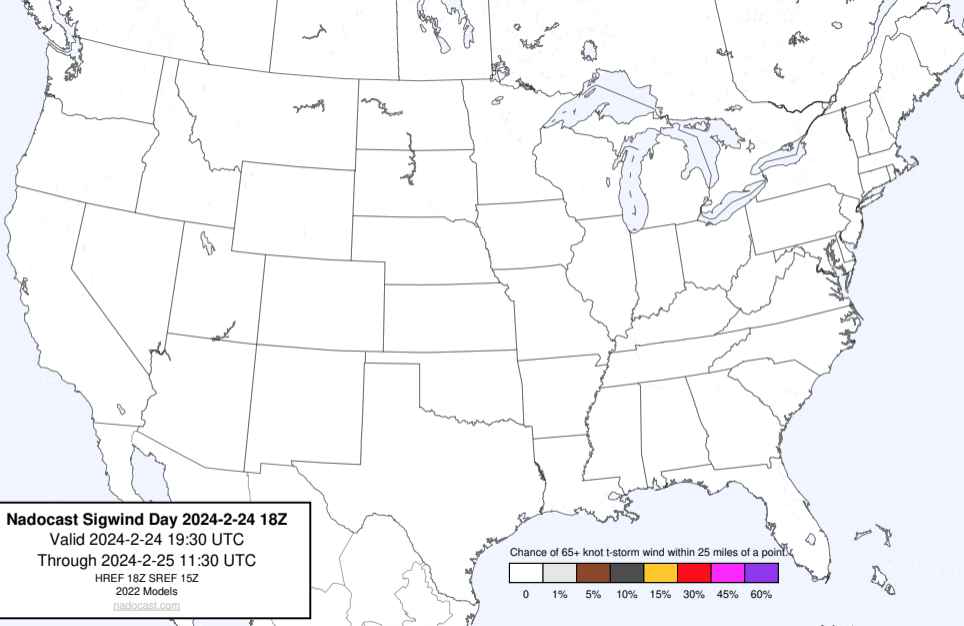 Nadocast Sigwind Day 2024-2-24 18Z
Valid 2024-2-24 19:30 UTC
Through 2024-2-25 11:30 UTC
HREF 18Z SREF 15Z
2022 Models
nadocast.com
Chance of 65+ knot t-storm wind within 25 miles of a point.
0 1% 5% 10% 15% 30% 45% 60%